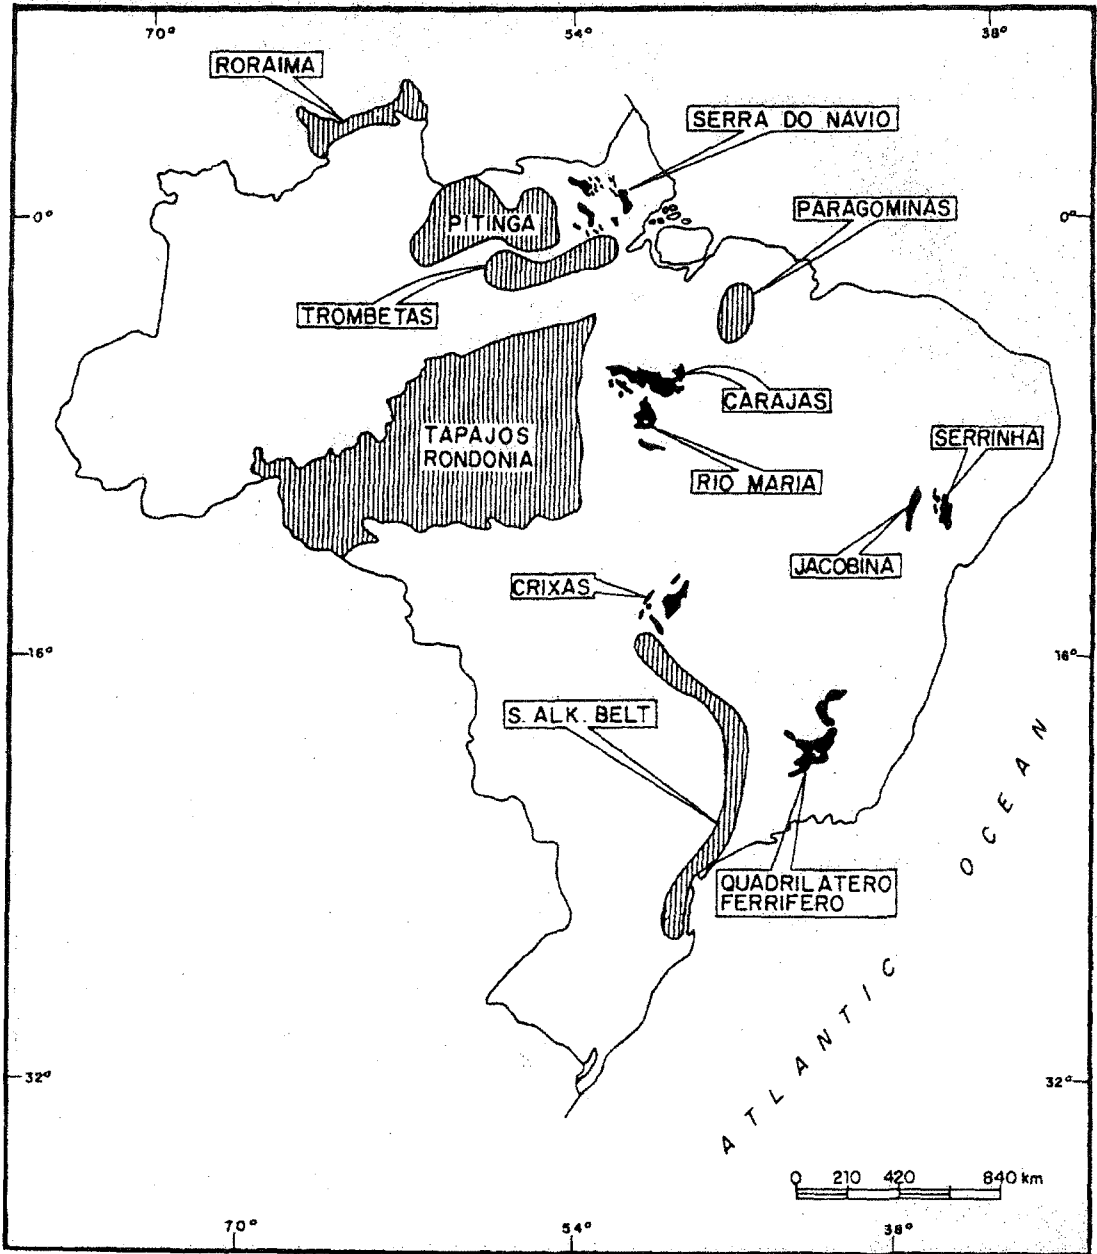 70° 54° 38°
RORAIMA
SERRA DO NAVIO
PARAGOMINAS
0° 0°
PITINGA
TROMBETAS
CARAJAS
TAPAJOS
RONDONIA
SERRINHA
RIO MARIA
JACOBINA
CRIXAS
16° 16°
S. ALK. BELT
QUADRILATERO
FERRIFERO
ATLANTIC OCEAN
32° 32°
0 210 420 840 km
70° 54° 38°